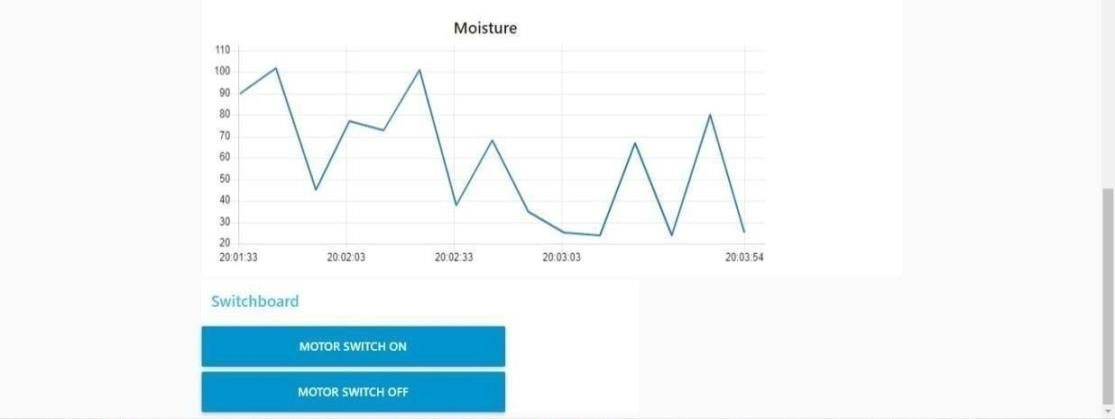 Moisture
110
100
90
80
70
60
50
40
30
20
20:01:33 20:02:03 20:02:33 20:03:03 20:03:54
Switchboard
MOTOR SWITCH ON
MOTOR SWITCH OFF